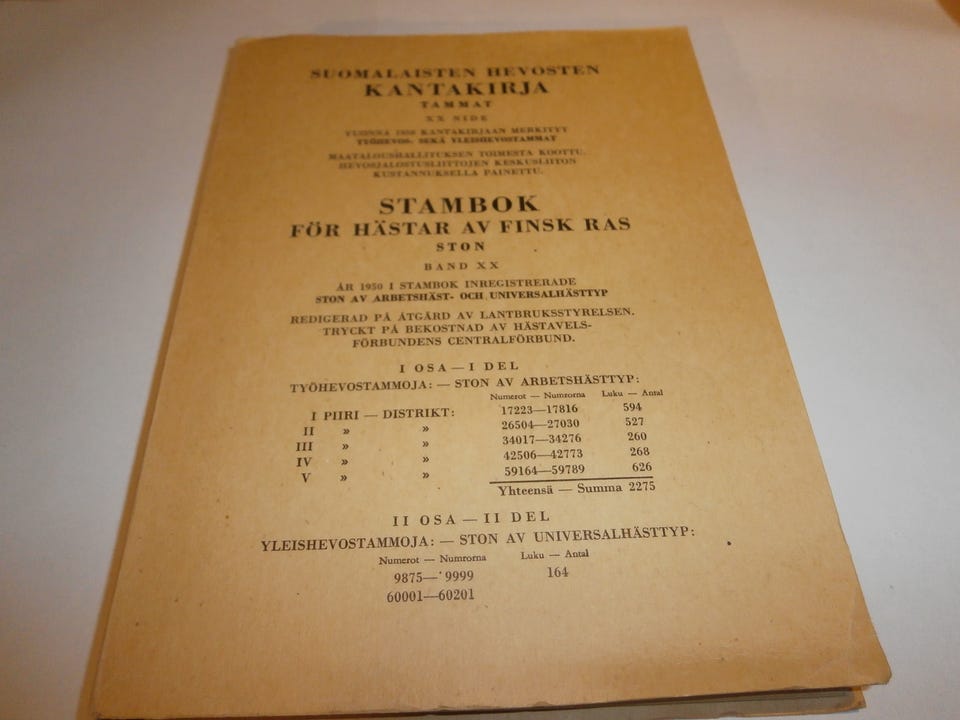 SUOMALAISTEN HEVOSTEN
KANTAKIRJA
TAMMAT
XX SIDE
VUONNA 1950 KANTAKIRJAAN MERKITYT
TYÖHEVOS- SEKÄ YLEISHEVOSTAMMAT
MAATALOUSHALLITUKSEN TOIMESTA KOOTTU.
HEVOSJALOSTUSLIITTOJEN KESKUSLIITON
KUSTANNUKSELLA PAINETTU.
STAMBOK
FÖR HÄSTAR AV FINSK RAS
STON
BAND XX
ÅR 1950 I STAMBOK INREGISTRERADE
STON AV ARBETSHÄST- OCH UNIVERSALHÄSTTYP
REDIGERAD PÅ ÅTGÄRD AV LANTBRUKSSTYRELSEN.
TRYCKT PÅ BEKOSTNAD AV HÄSTAVELS-
FÖRBUNDENS CENTRALFÖRBUND.
I OSA — I DEL
TYÖHEVOSTAMMOJA: — STON AV ARBETSHÄSTTYP:
Numerot — Numrorna Luku — Antal
I PIIRI — DISTRIKT: 17223—17816 594
II » » 26504—27030 527
III » » 34017—34276 260
IV » » 42506—42773 268
V » » 59164—59789 626
Yhteensä — Summa 2275
II OSA — II DEL
YLEISHEVOSTAMMOJA: — STON AV UNIVERSALHÄSTTYP:
Numerot — Numrorna Luku — Antal
9875— 9999 164
60001—60201